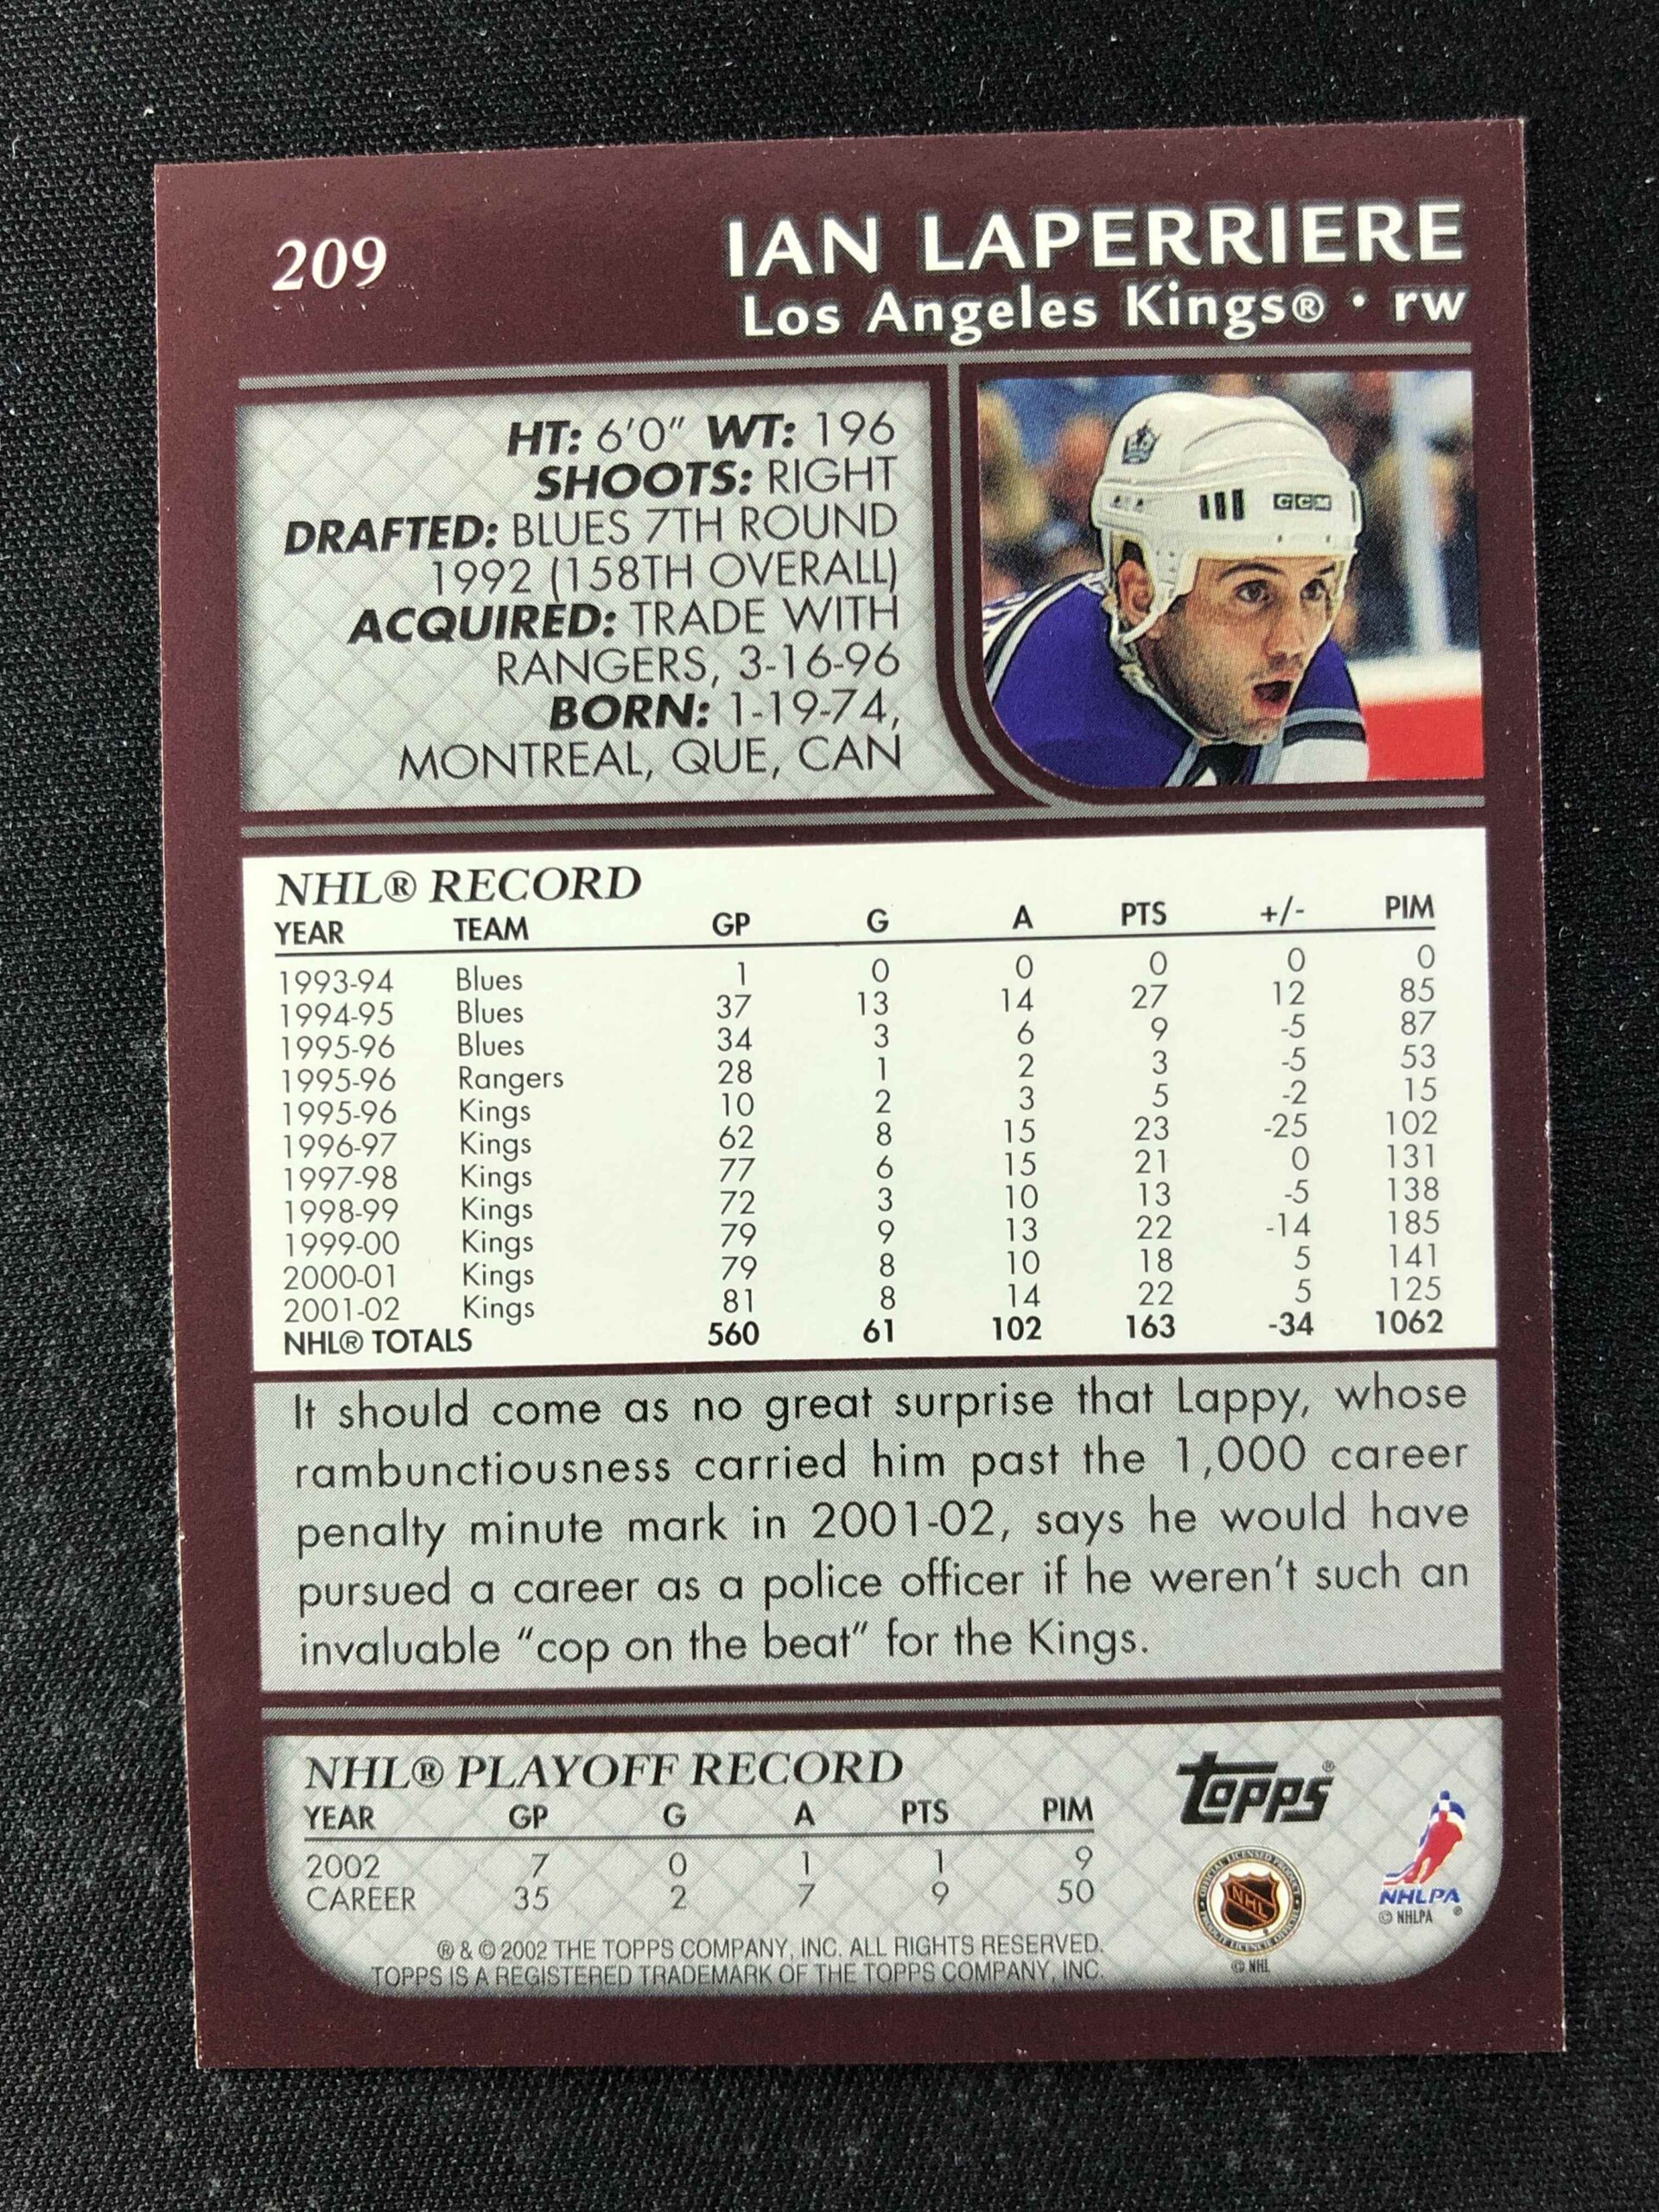 209
IAN LAPERRIERE
Los Angeles Kings® • rw
HT: 6'0" WT: 196
SHOOTS: RIGHT
DRAFTED: BLUES 7TH ROUND
1992 (158TH OVERALL)
ACQUIRED: TRADE WITH
RANGERS, 3-16-96
BORN: 1-19-74,
MONTREAL, QUE, CAN
CCM
NHL® RECORD
YEAR TEAM GP G A PTS +/- PIM
1993-94 Blues 1 0 0 0 0 0
1994-95 Blues 37 13 14 27 12 85
1995-96 Blues 34 3 6 9 -5 87
1995-96 Rangers 28 1 2 3 -5 53
1995-96 Kings 10 2 3 5 -2 15
1996-97 Kings 62 8 15 23 -25 102
1997-98 Kings 77 6 15 21 0 131
1998-99 Kings 72 3 10 13 -5 138
1999-00 Kings 79 9 13 22 -14 185
2000-01 Kings 79 8 10 18 5 141
2001-02 Kings 81 8 14 22 5 125
NHL® TOTALS 560 61 102 163 -34 1062
It should come as no great surprise that Lappy, whose
rambunctiousness carried him past the 1,000 career
penalty minute mark in 2001-02, says he would have
pursued a career as a police officer if he weren't such an
invaluable "cop on the beat" for the Kings.
NHL® PLAYOFF RECORD
YEAR GP G A PTS PIM
2002 7 0 1 1 9
CAREER 35 2 7 9 50
® & © 2002 THE TOPPS COMPANY, INC. ALL RIGHTS RESERVED.
TOPPS IS A REGISTERED TRADEMARK OF THE TOPPS COMPANY, INC.
Topps®
NHL
© NHL
NHLPA
© NHLPA ®